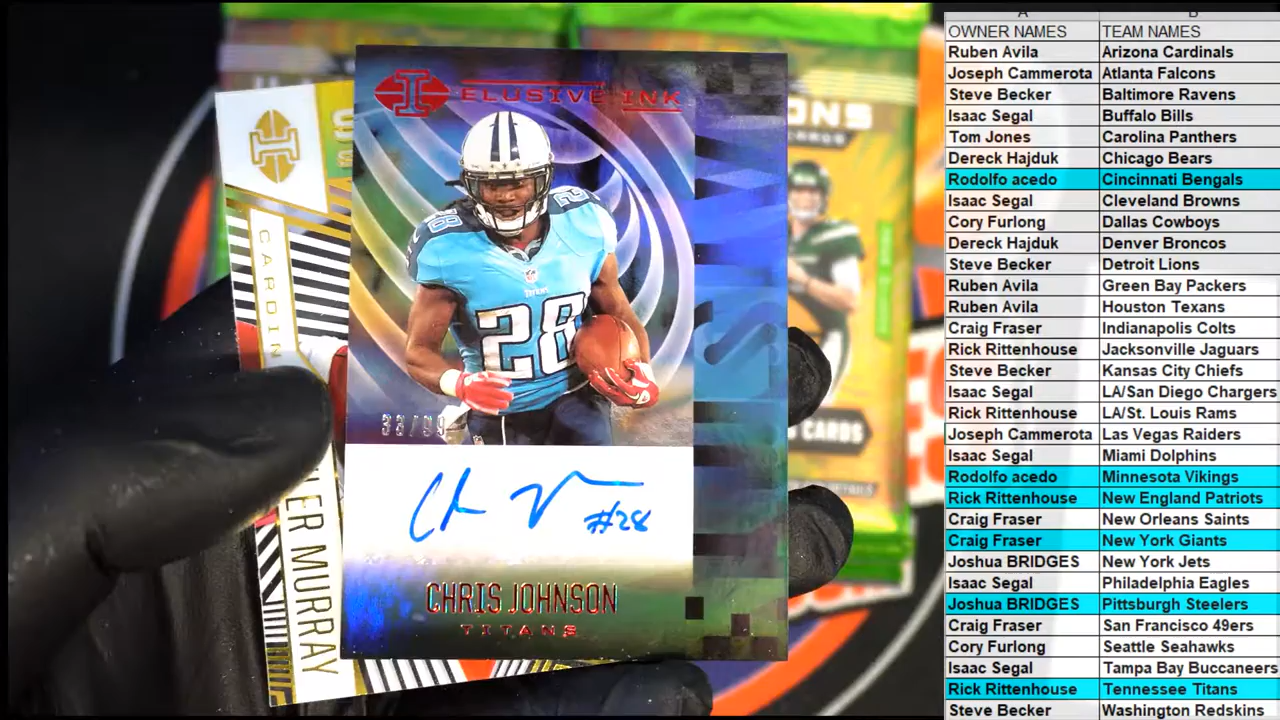 ELUSIVE INK
28
28
33/99
Ch J #28
CHRIS JOHNSON
TITANS
CARDIN
MURRAY
ONS
CARDS
A B
OWNER NAMES TEAM NAMES
Ruben Avila Arizona Cardinals
Joseph Cammerota Atlanta Falcons
Steve Becker Baltimore Ravens
Isaac Segal Buffalo Bills
Tom Jones Carolina Panthers
Dereck Hajduk Chicago Bears
Rodolfo acedo Cincinnati Bengals
Isaac Segal Cleveland Browns
Cory Furlong Dallas Cowboys
Dereck Hajduk Denver Broncos
Steve Becker Detroit Lions
Ruben Avila Green Bay Packers
Ruben Avila Houston Texans
Craig Fraser Indianapolis Colts
Rick Rittenhouse Jacksonville Jaguars
Steve Becker Kansas City Chiefs
Isaac Segal LA/San Diego Chargers
Rick Rittenhouse LA/St. Louis Rams
Joseph Cammerota Las Vegas Raiders
Isaac Segal Miami Dolphins
Rodolfo acedo Minnesota Vikings
Rick Rittenhouse New England Patriots
Craig Fraser New Orleans Saints
Craig Fraser New York Giants
Joshua BRIDGES New York Jets
Isaac Segal Philadelphia Eagles
Joshua BRIDGES Pittsburgh Steelers
Craig Fraser San Francisco 49ers
Cory Furlong Seattle Seahawks
Isaac Segal Tampa Bay Buccaneers
Rick Rittenhouse Tennessee Titans
Steve Becker Washington Redskins